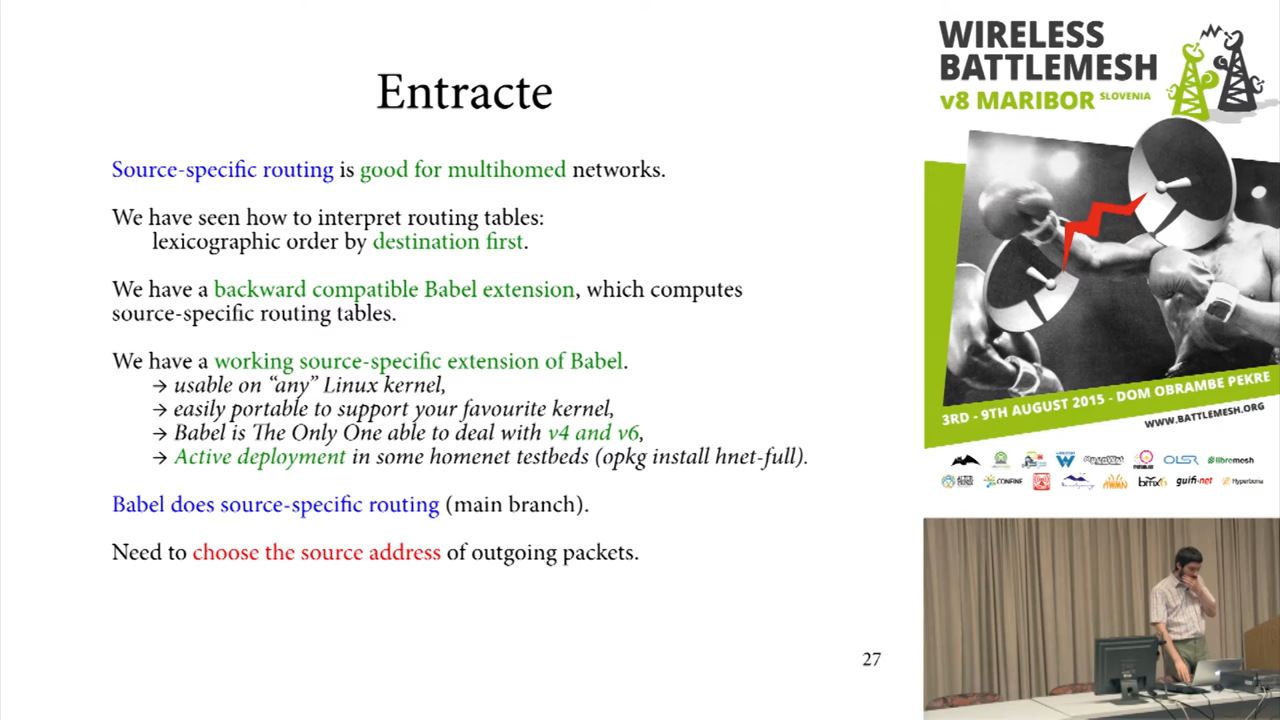 Entracte
Source-specific routing is good for multihomed networks.
We have seen how to interpret routing tables:
lexicographic order by destination first.
We have a backward compatible Babel extension, which computes
source-specific routing tables.
We have a working source-specific extension of Babel.
→ usable on “any” Linux kernel,
→ easily portable to support your favourite kernel,
→ Babel is The Only One able to deal with v4 and v6,
→ Active deployment in some homenet testbeds (opkg install hnet-full).
Babel does source-specific routing (main branch).
Need to choose the source address of outgoing packets.
27
WIRELESS
BATTLEMESH
v8 MARIBOR SLOVENIA
3RD - 9TH AUGUST 2015 - DOM OBRAMBE PEKRE
WWW.BATTLEMESH.ORG
OLSR libremesh
CONFINE bmx6 guifi·net Hyperboria